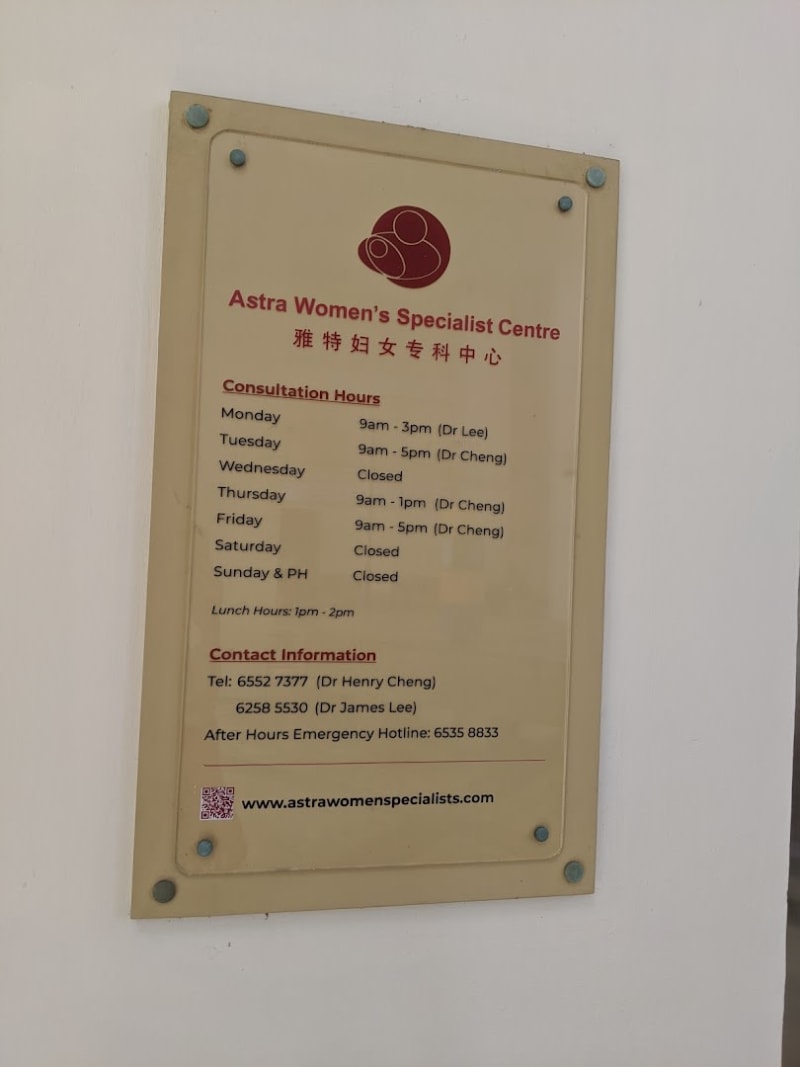 Astra Women's Specialist Centre
雅特妇女专科中心
Consultation Hours
Monday 9am - 3pm (Dr Lee)
Tuesday 9am - 5pm (Dr Cheng)
Wednesday Closed
Thursday 9am - 1pm (Dr Cheng)
Friday 9am - 5pm (Dr Cheng)
Saturday Closed
Sunday & PH Closed
Lunch Hours: 1pm - 2pm
Contact Information
Tel: 6552 7377 (Dr Henry Cheng)
6258 5530 (Dr James Lee)
After Hours Emergency Hotline: 6535 8833
www.astrawomenspecialists.com